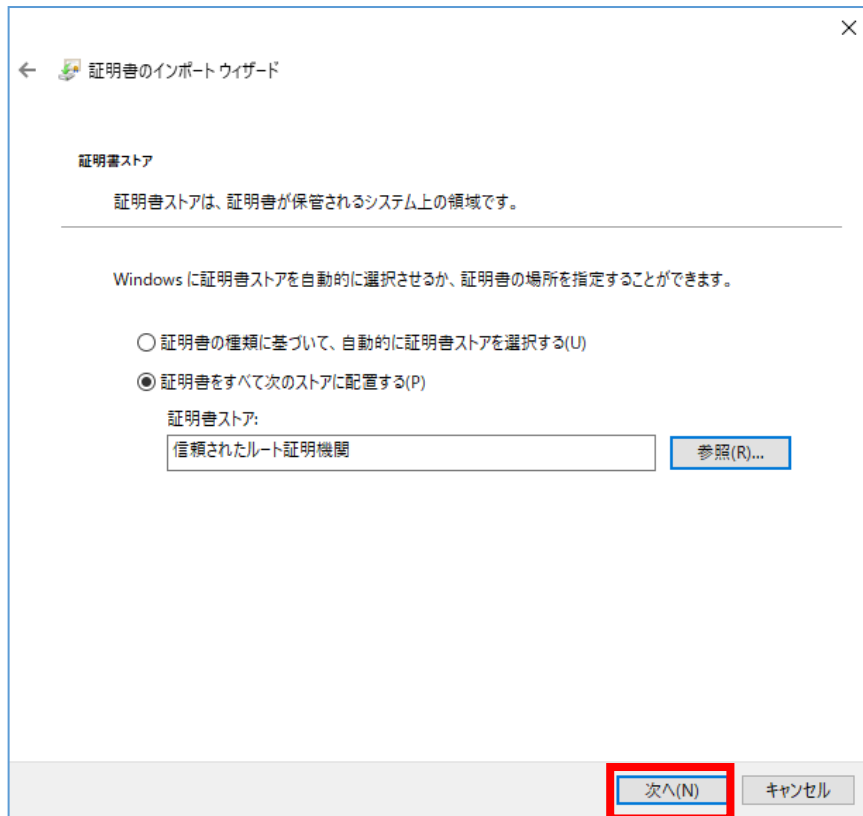 証明書のインポート ウィザード
証明書ストア
証明書ストアは、証明書が保管されるシステム上の領域です。
Windows に証明書ストアを自動的に選択させるか、証明書の場所を指定することができます。
証明書の種類に基づいて、自動的に証明書ストアを選択する(U)
証明書をすべて次のストアに配置する(P)
証明書ストア:
信頼されたルート証明機関
参照(R)...
次へ(N)
キャンセル